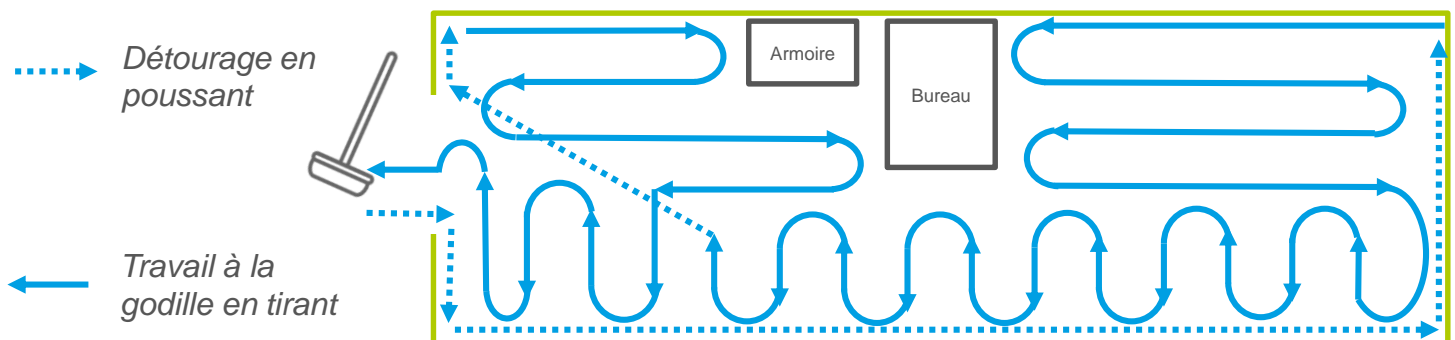 Détourage en
poussant
Armoire
Bureau
Travail à la
godille en tirant